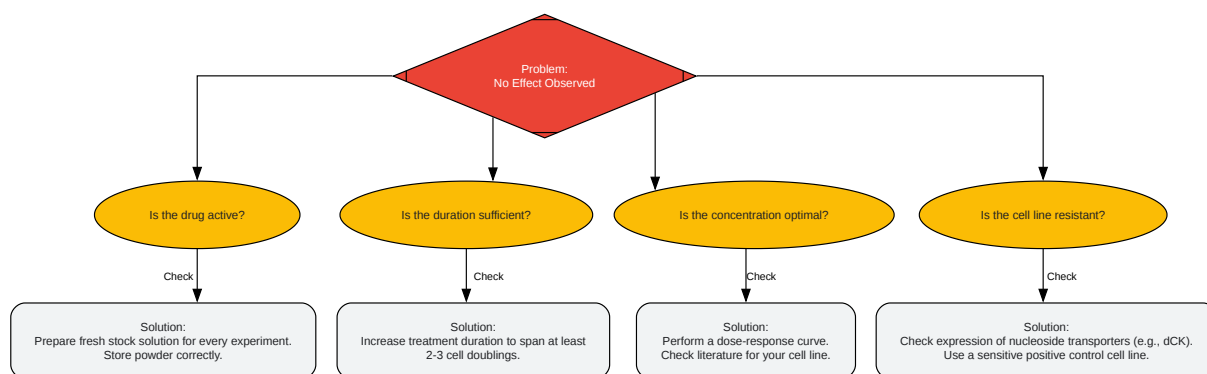 Problem:
No Effect Observed
Is the drug active?
Is the duration sufficient?
Is the concentration optimal?
Is the cell line resistant?
Check
Check
Check
Check
Solution:
Prepare fresh stock solution for every experiment.
Store powder correctly.
Solution:
Increase treatment duration to span at least
2-3 cell doublings.
Solution:
Perform a dose-response curve.
Check literature for your cell line.
Solution:
Check expression of nucleoside transporters (e.g., dCK).
Use a sensitive positive control cell line.